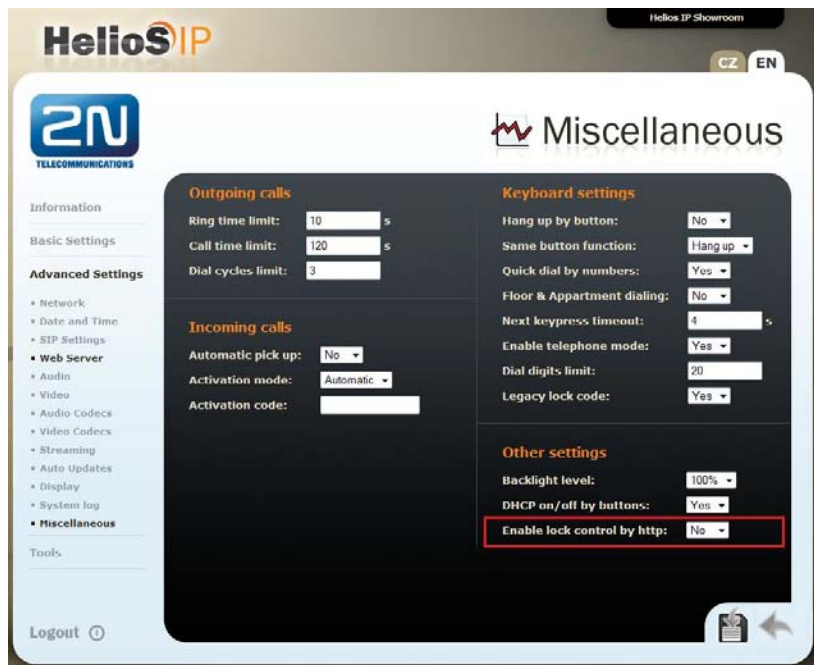 Helios IP Showroom
HelioS IP
CZ EN
2N
TELECOMMUNICATIONS
Miscellaneous
Information
Basic Settings
Advanced Settings
Network
Date and Time
SIP Settings
Web Server
Audio
Video
Audio Codecs
Video Codecs
Streaming
Auto Updates
Display
System log
Miscellaneous
Tools
Logout
Outgoing calls
Ring time limit: 10 s
Call time limit: 120 s
Dial cycles limit: 3
Incoming calls
Automatic pick up: No
Activation mode: Automatic
Activation code:
Keyboard settings
Hang up by button: No
Same button function: Hang up
Quick dial by numbers: Yes
Floor & Appartment dialing: No
Next keypress timeout: 4 s
Enable telephone mode: Yes
Dial digits limit: 20
Legacy lock code: Yes
Other settings
Backlight level: 100%
DHCP on/off by buttons: Yes
Enable lock control by http: No